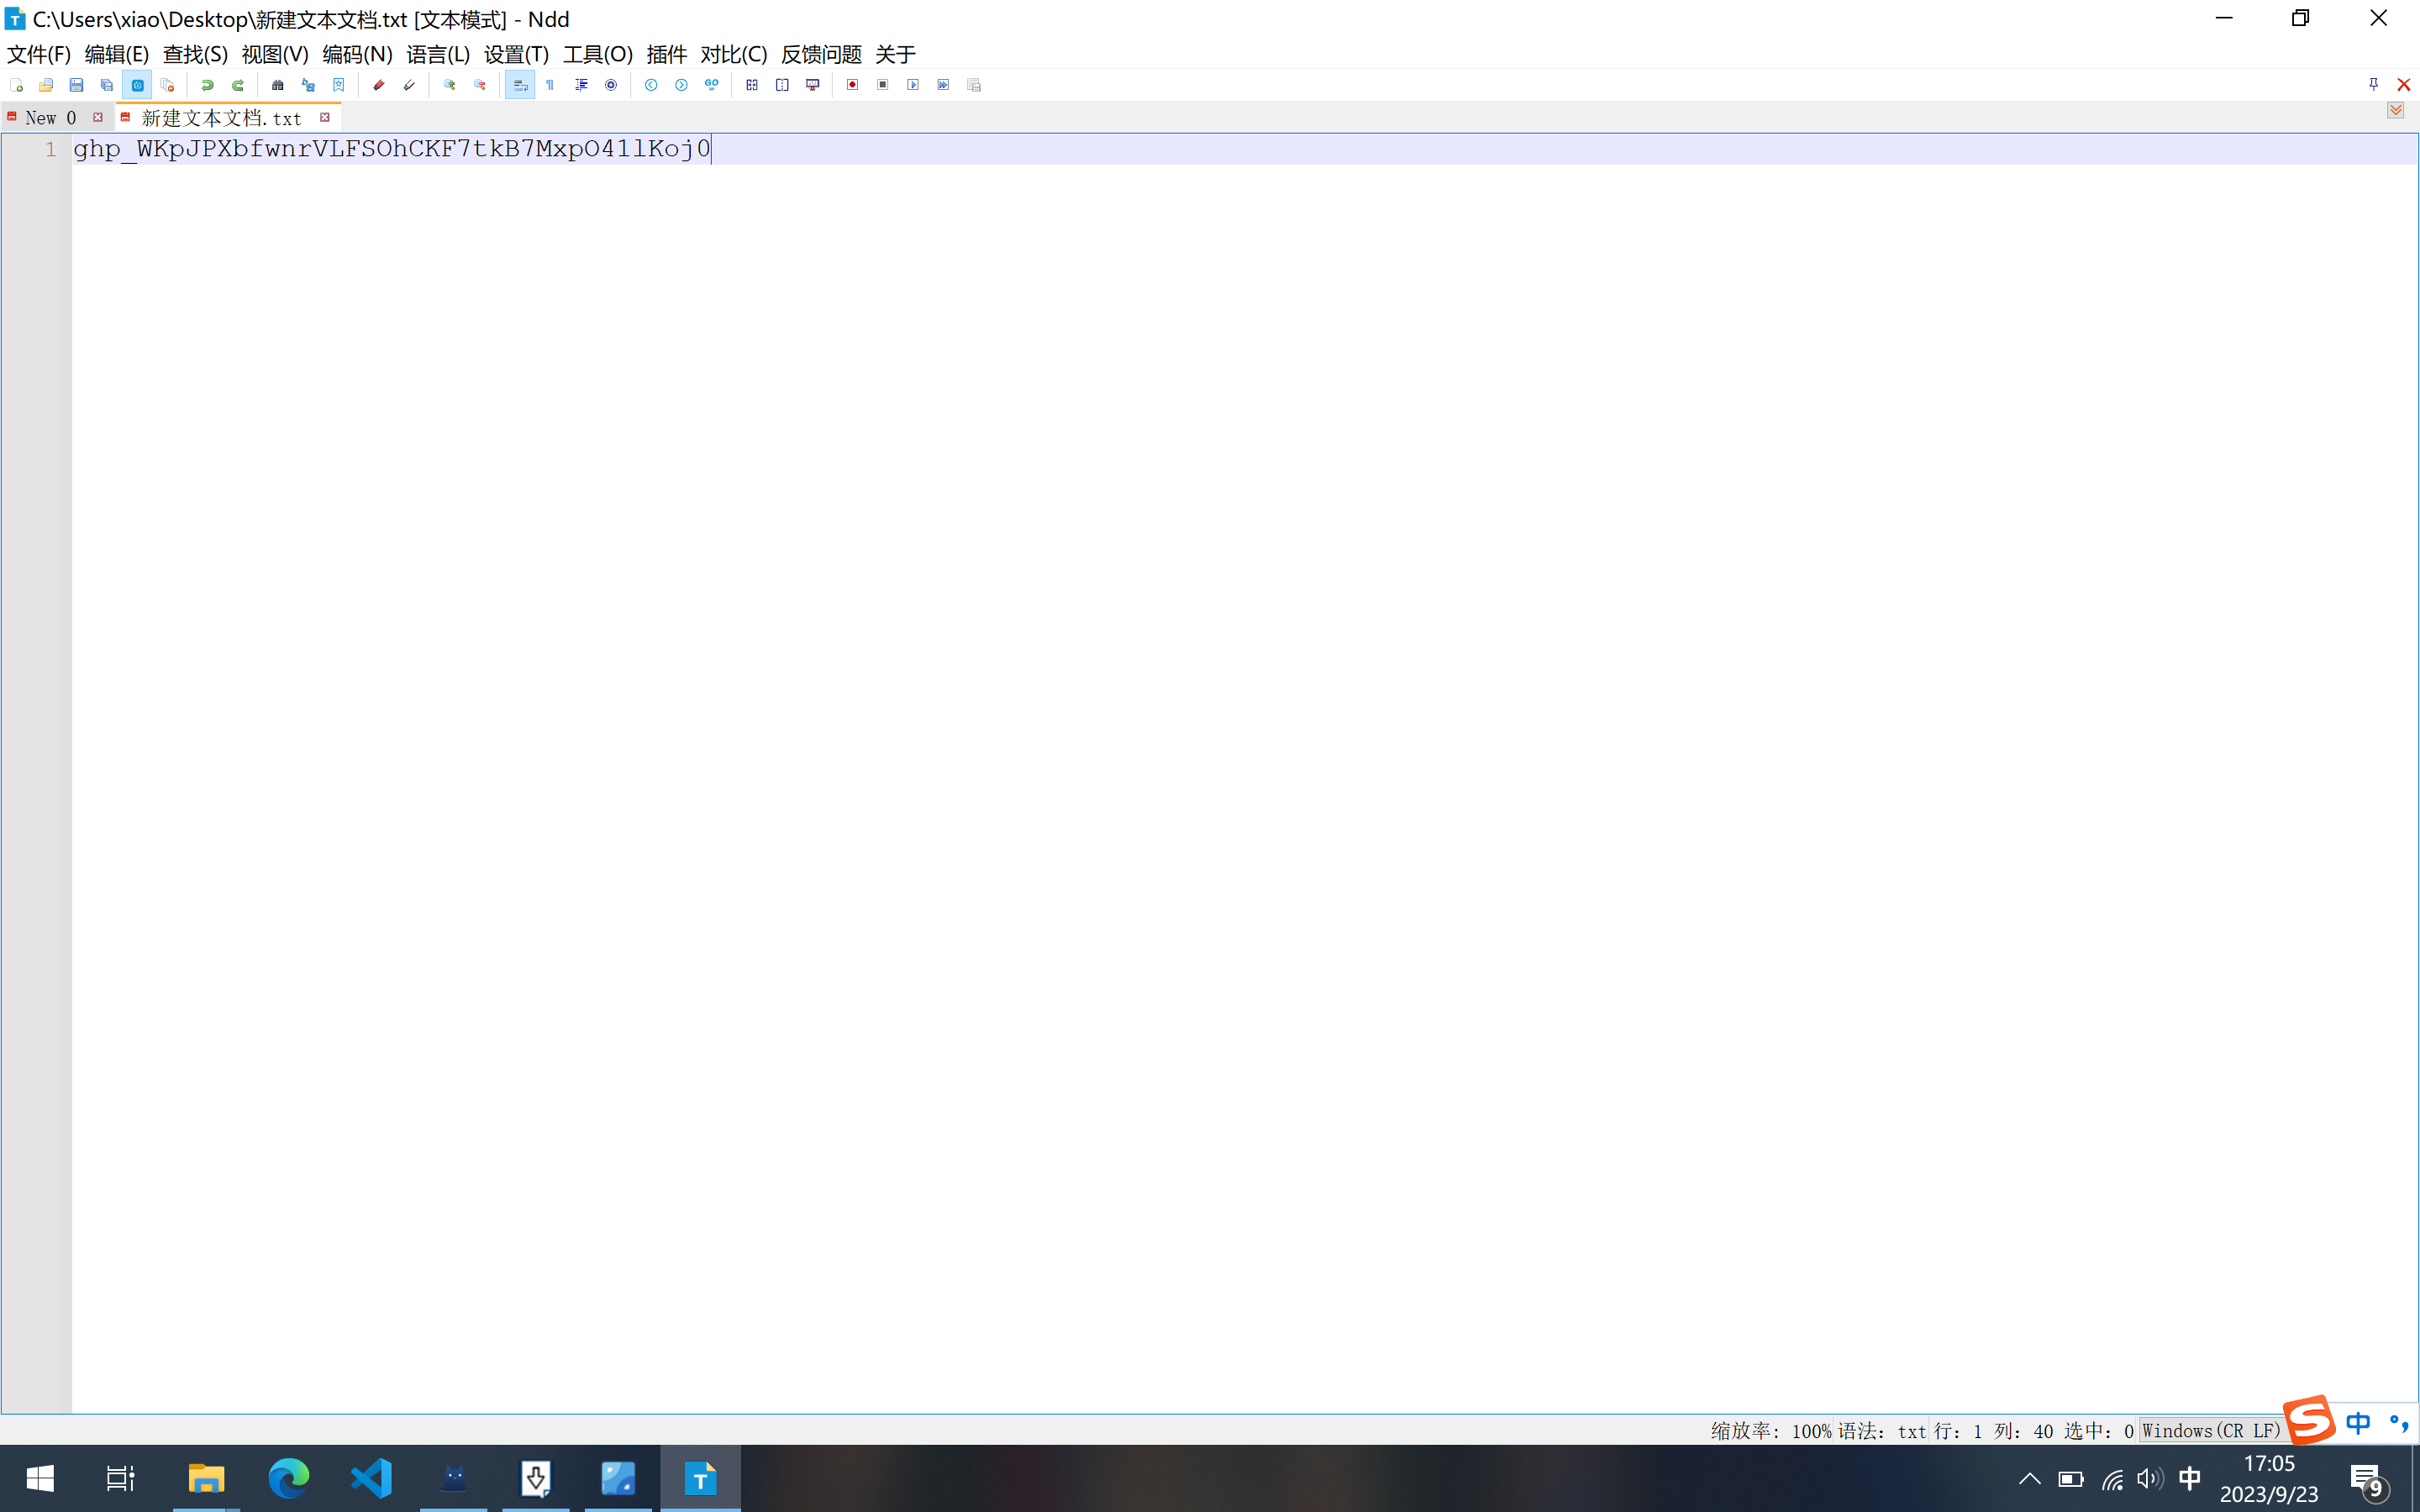 C:\Users\xiao\Desktop\新建文本文档.txt [文本模式] - Ndd
文件(F) 编辑(E) 查找(S) 视图(V) 编码(N) 语言(L) 设置(T) 工具(O) 插件 对比(C) 反馈问题 关于
New 0 新建文本文档.txt
1 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
缩放率: 100% 语法: txt 行: 1 列: 40 选中: 0 Windows(CR LF) 中
中 17:05
2023/9/23 9